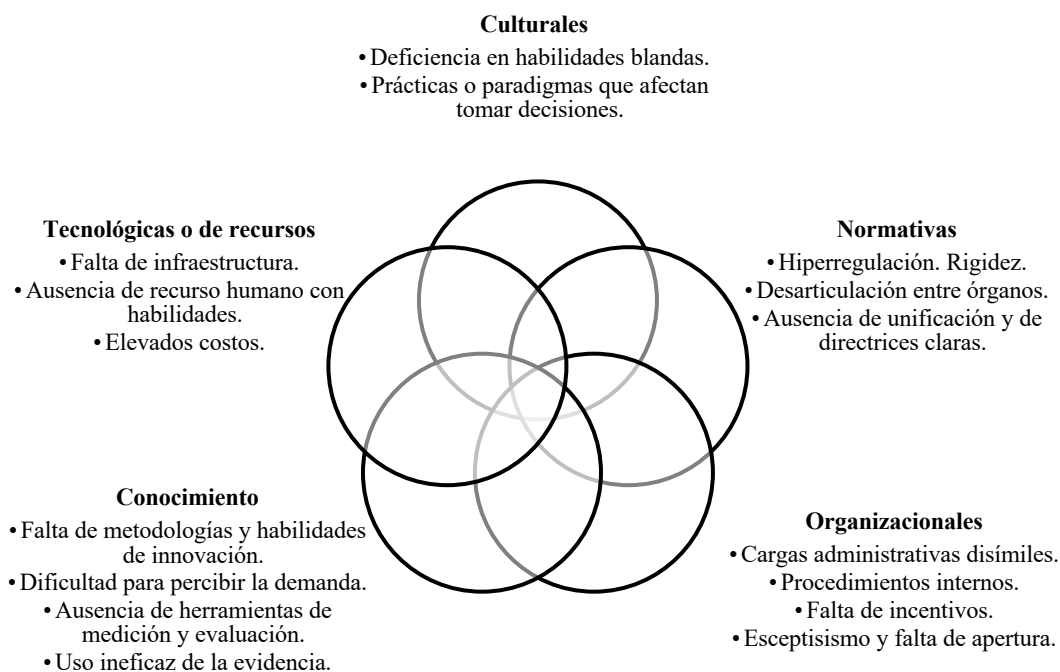 Culturales
• Deficiencia en habilidades blandas.
• Prácticas o paradigmas que afectan
tomar decisiones.
Tecnológicas o de recursos
• Falta de infraestructura.
• Ausencia de recurso humano con
habilidades.
• Elevados costos.
Normativas
• Hiperregulación. Rigidez.
• Desarticulación entre órganos.
• Ausencia de unificación y de
directrices claras.
Conocimiento
• Falta de metodologías y habilidades
de innovación.
• Dificultad para percibir la demanda.
• Ausencia de herramientas de
medición y evaluación.
• Uso ineficaz de la evidencia.
Organizacionales
• Cargas administrativas disímiles.
• Procedimientos internos.
• Falta de incentivos.
• Esceptisismo y falta de apertura.